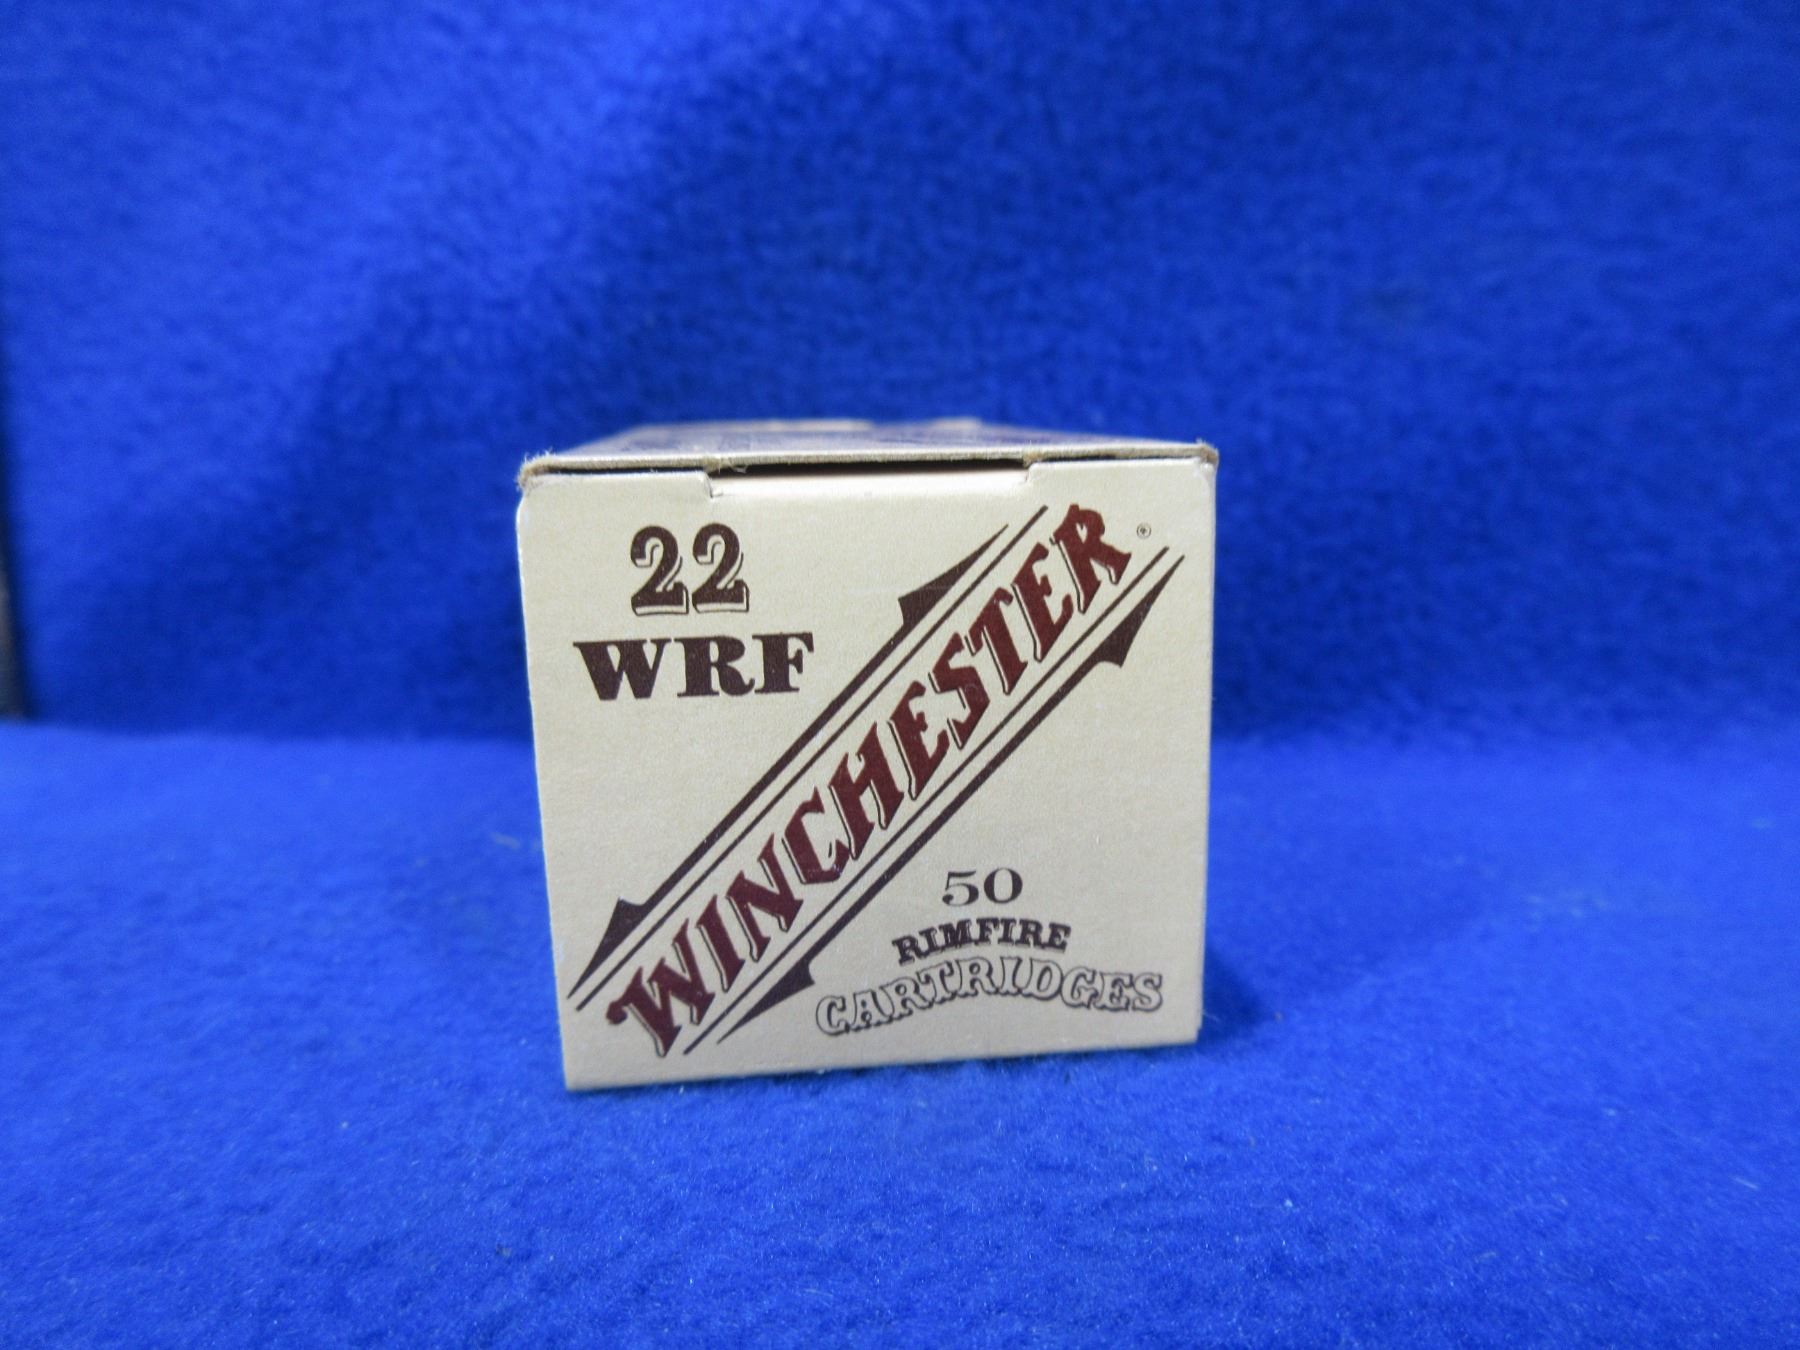 22
WRF
WINCHESTER®
50
RIMFIRE
CARTRIDGES